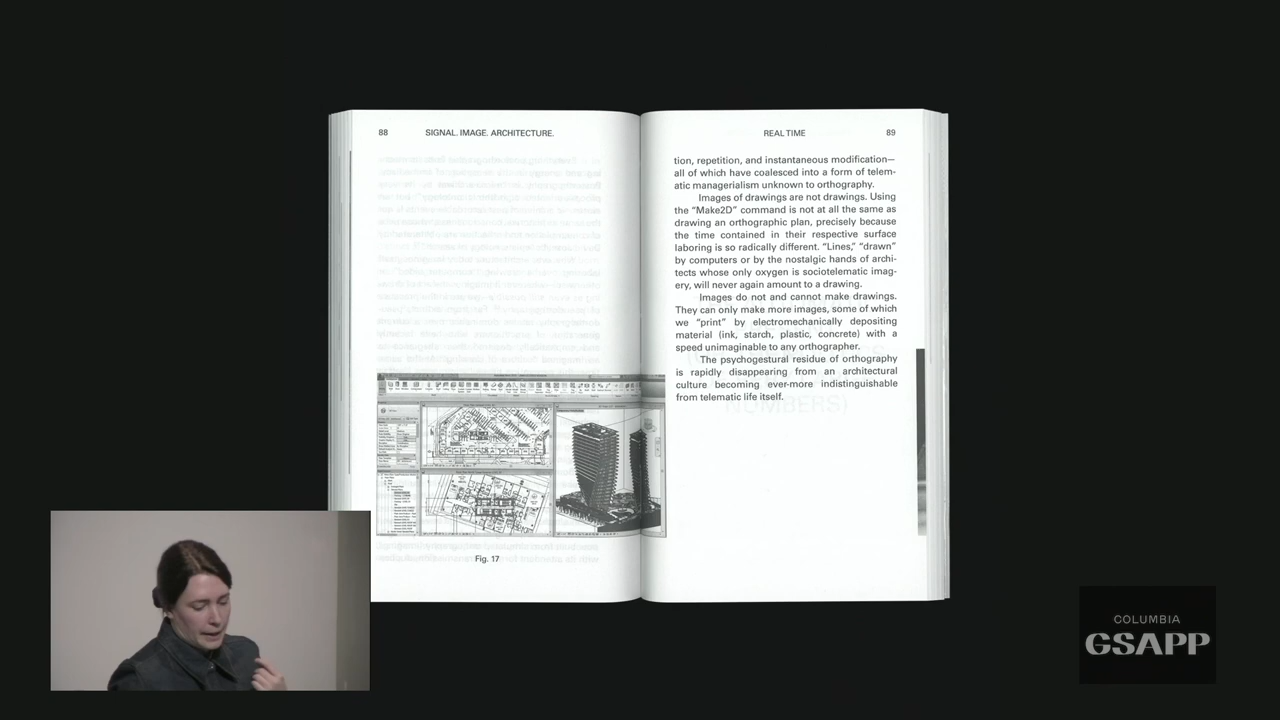 88 SIGNAL. IMAGE. ARCHITECTURE.
Fig. 17
REAL TIME 89
tion, repetition, and instantaneous modification—
all of which have coalesced into a form of telem-
atic managerialism unknown to orthography.
Images of drawings are not drawings. Using
the “Make2D” command is not at all the same as
drawing an orthographic plan, precisely because
the time contained in their respective surface
laboring is so radically different. “Lines,” “drawn”
by computers or by the nostalgic hands of archi-
tects whose only oxygen is sociotelematic imag-
ery, will never again amount to a drawing.
Images do not and cannot make drawings.
They can only make more images, some of which
we “print” by electromechanically depositing
material (ink, starch, plastic, concrete) with a
speed unimaginable to any orthographer.
The psychogestural residue of orthography
is rapidly disappearing from an architectural
culture becoming ever-more indistinguishable
from telematic life itself.
COLUMBIA
GSAPP